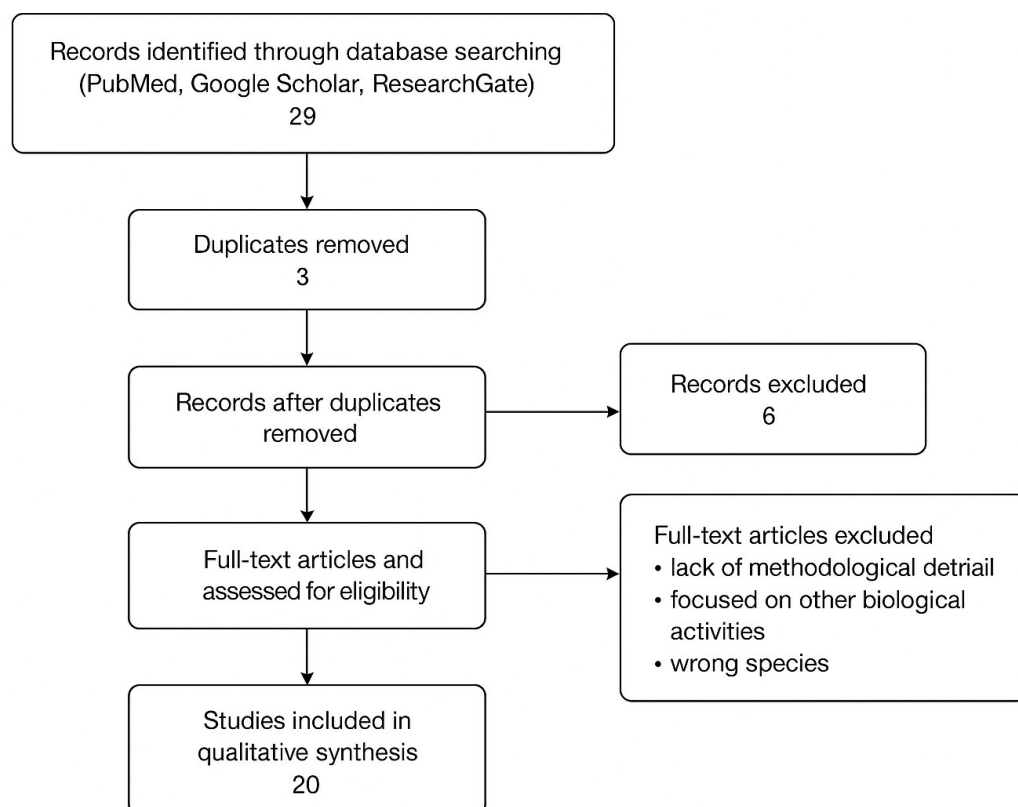 Records identified through database searching
(PubMed, Google Scholar, ResearchGate)
29
Duplicates removed
3
Records after duplicates
removed
Records excluded
6
Full-text articles and
assessed for eligibility
Full-text articles excluded
• lack of methodological detriail
• focused on other biological
activities
• wrong species
Studies included in
qualitative synthesis
20